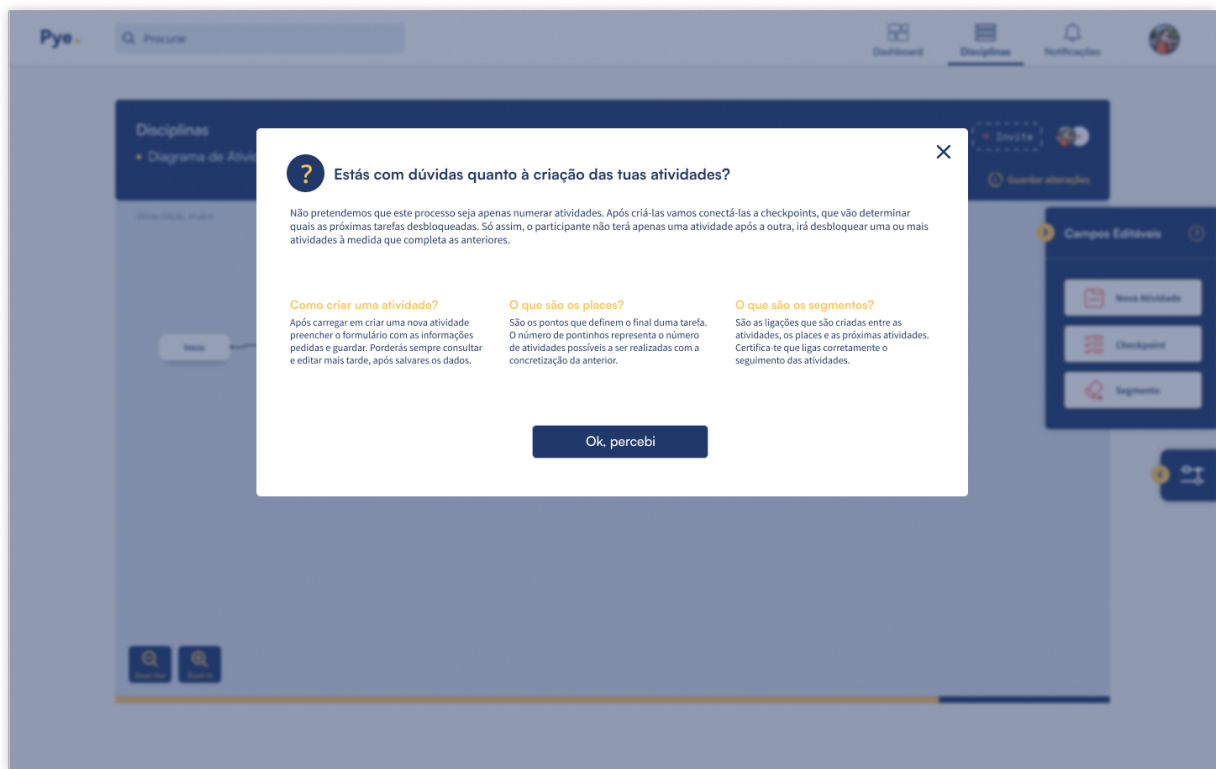 Pye.
Procurar
Dashboard
Disciplinas
Notificações
Disciplinas
Diagrama de Ativi
+ Invite
Guardar alterações
Estás com dúvidas quanto à criação das tuas atividades?
Não pretendemos que este processo seja apenas numerar atividades. Após criá-las vamos conectá-las a checkpoints, que vão determinar
quais as próximas tarefas desbloqueadas. Só assim, o participante não terá apenas uma atividade após a outra, irá desbloquear uma ou mais
atividades à medida que completa as anteriores.
Como criar uma atividade?
Após carregar em criar uma nova atividade
preencher o formulário com as informações
pedidas e guardar. Porderás sempre consultar
e editar mais tarde, após salvares os dados.
O que são os places?
São os pontos que definem o final duma tarefa.
O número de pontinhos representa o número
de atividades possíveis a ser realizadas com a
concretização da anterior.
O que são os segmentos?
São as ligações que são criadas entre as
atividades, os places e as próximas atividades.
Certifica-te que ligas corretamente o
seguimento das atividades.
Ok, percebi
Campos Editáveis
Nova Atividade
Checkpoint
Segmento
Início
Zoom Out
Zoom In